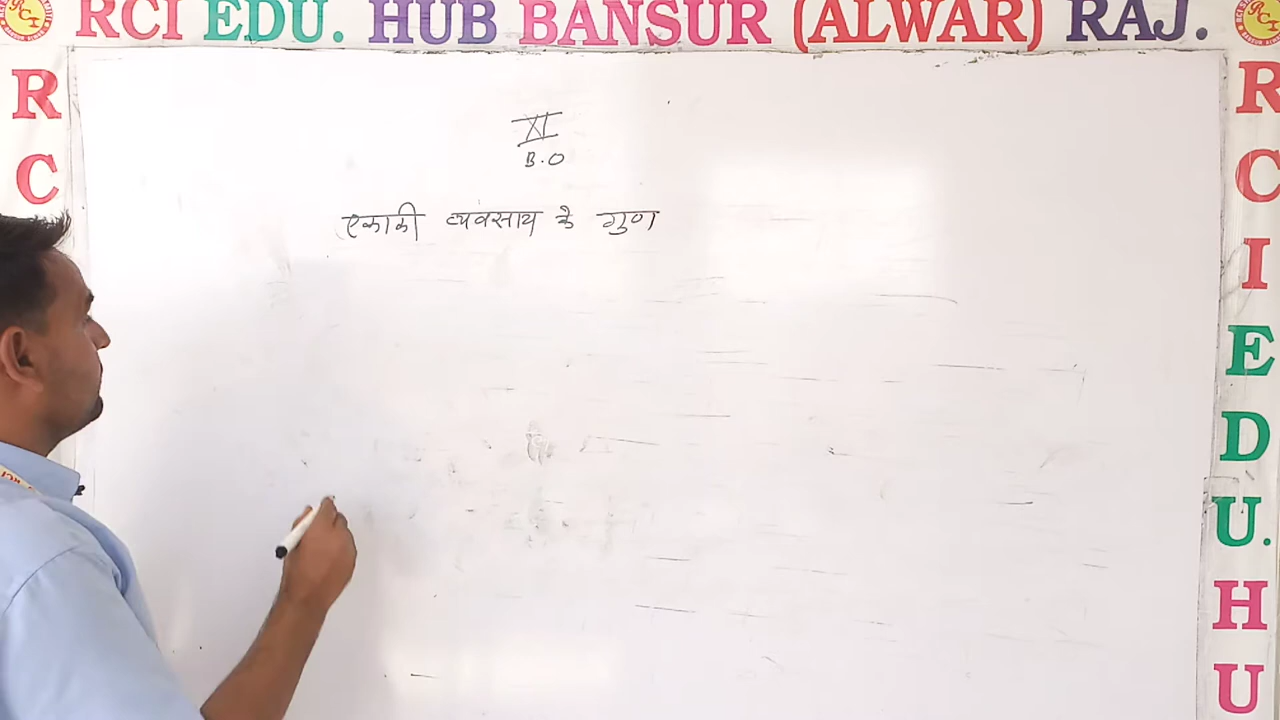 RCI EDU. HUB BANSUR (ALWAR) RAJ.
R
C
XI
B.O
एकाकी व्यवसाय के गुण
R
C
I
E
D
U.
H
U